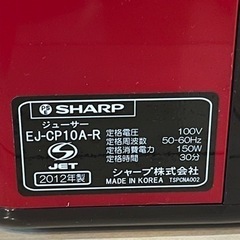 PS E SHARP
ジューサー
EJ-CP10A-R
S JET
2012年製
定格電圧 100V
定格周波数 50-60Hz
定格消費電力 150W
定格時間 30分
シャープ株式会社
MADE IN KOREA TSPCNA002